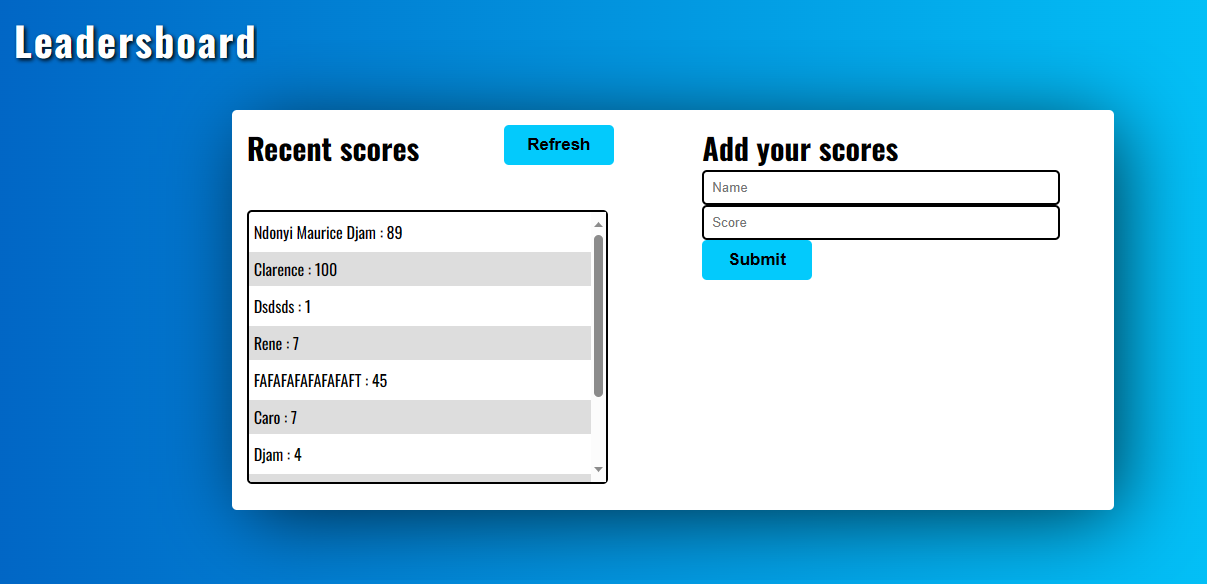 Leadersboard
Recent scores
Refresh
Ndonyi Maurice Djam : 89
Clarence : 100
Dsdsds : 1
Rene : 7
FAFAFAFAFAFAFT : 45
Caro : 7
Djam : 4
Add your scores
Name
Score
Submit